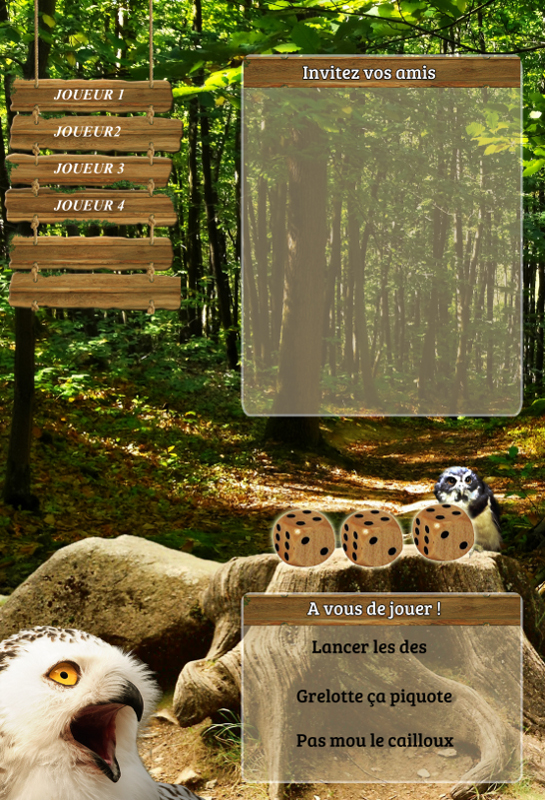 JOUEUR 1
JOUEUR2
JOUEUR 3
JOUEUR 4
Invitez vos amis
A vous de jouer !
Lancer les des
Grelotte ça piquote
Pas mou le cailloux